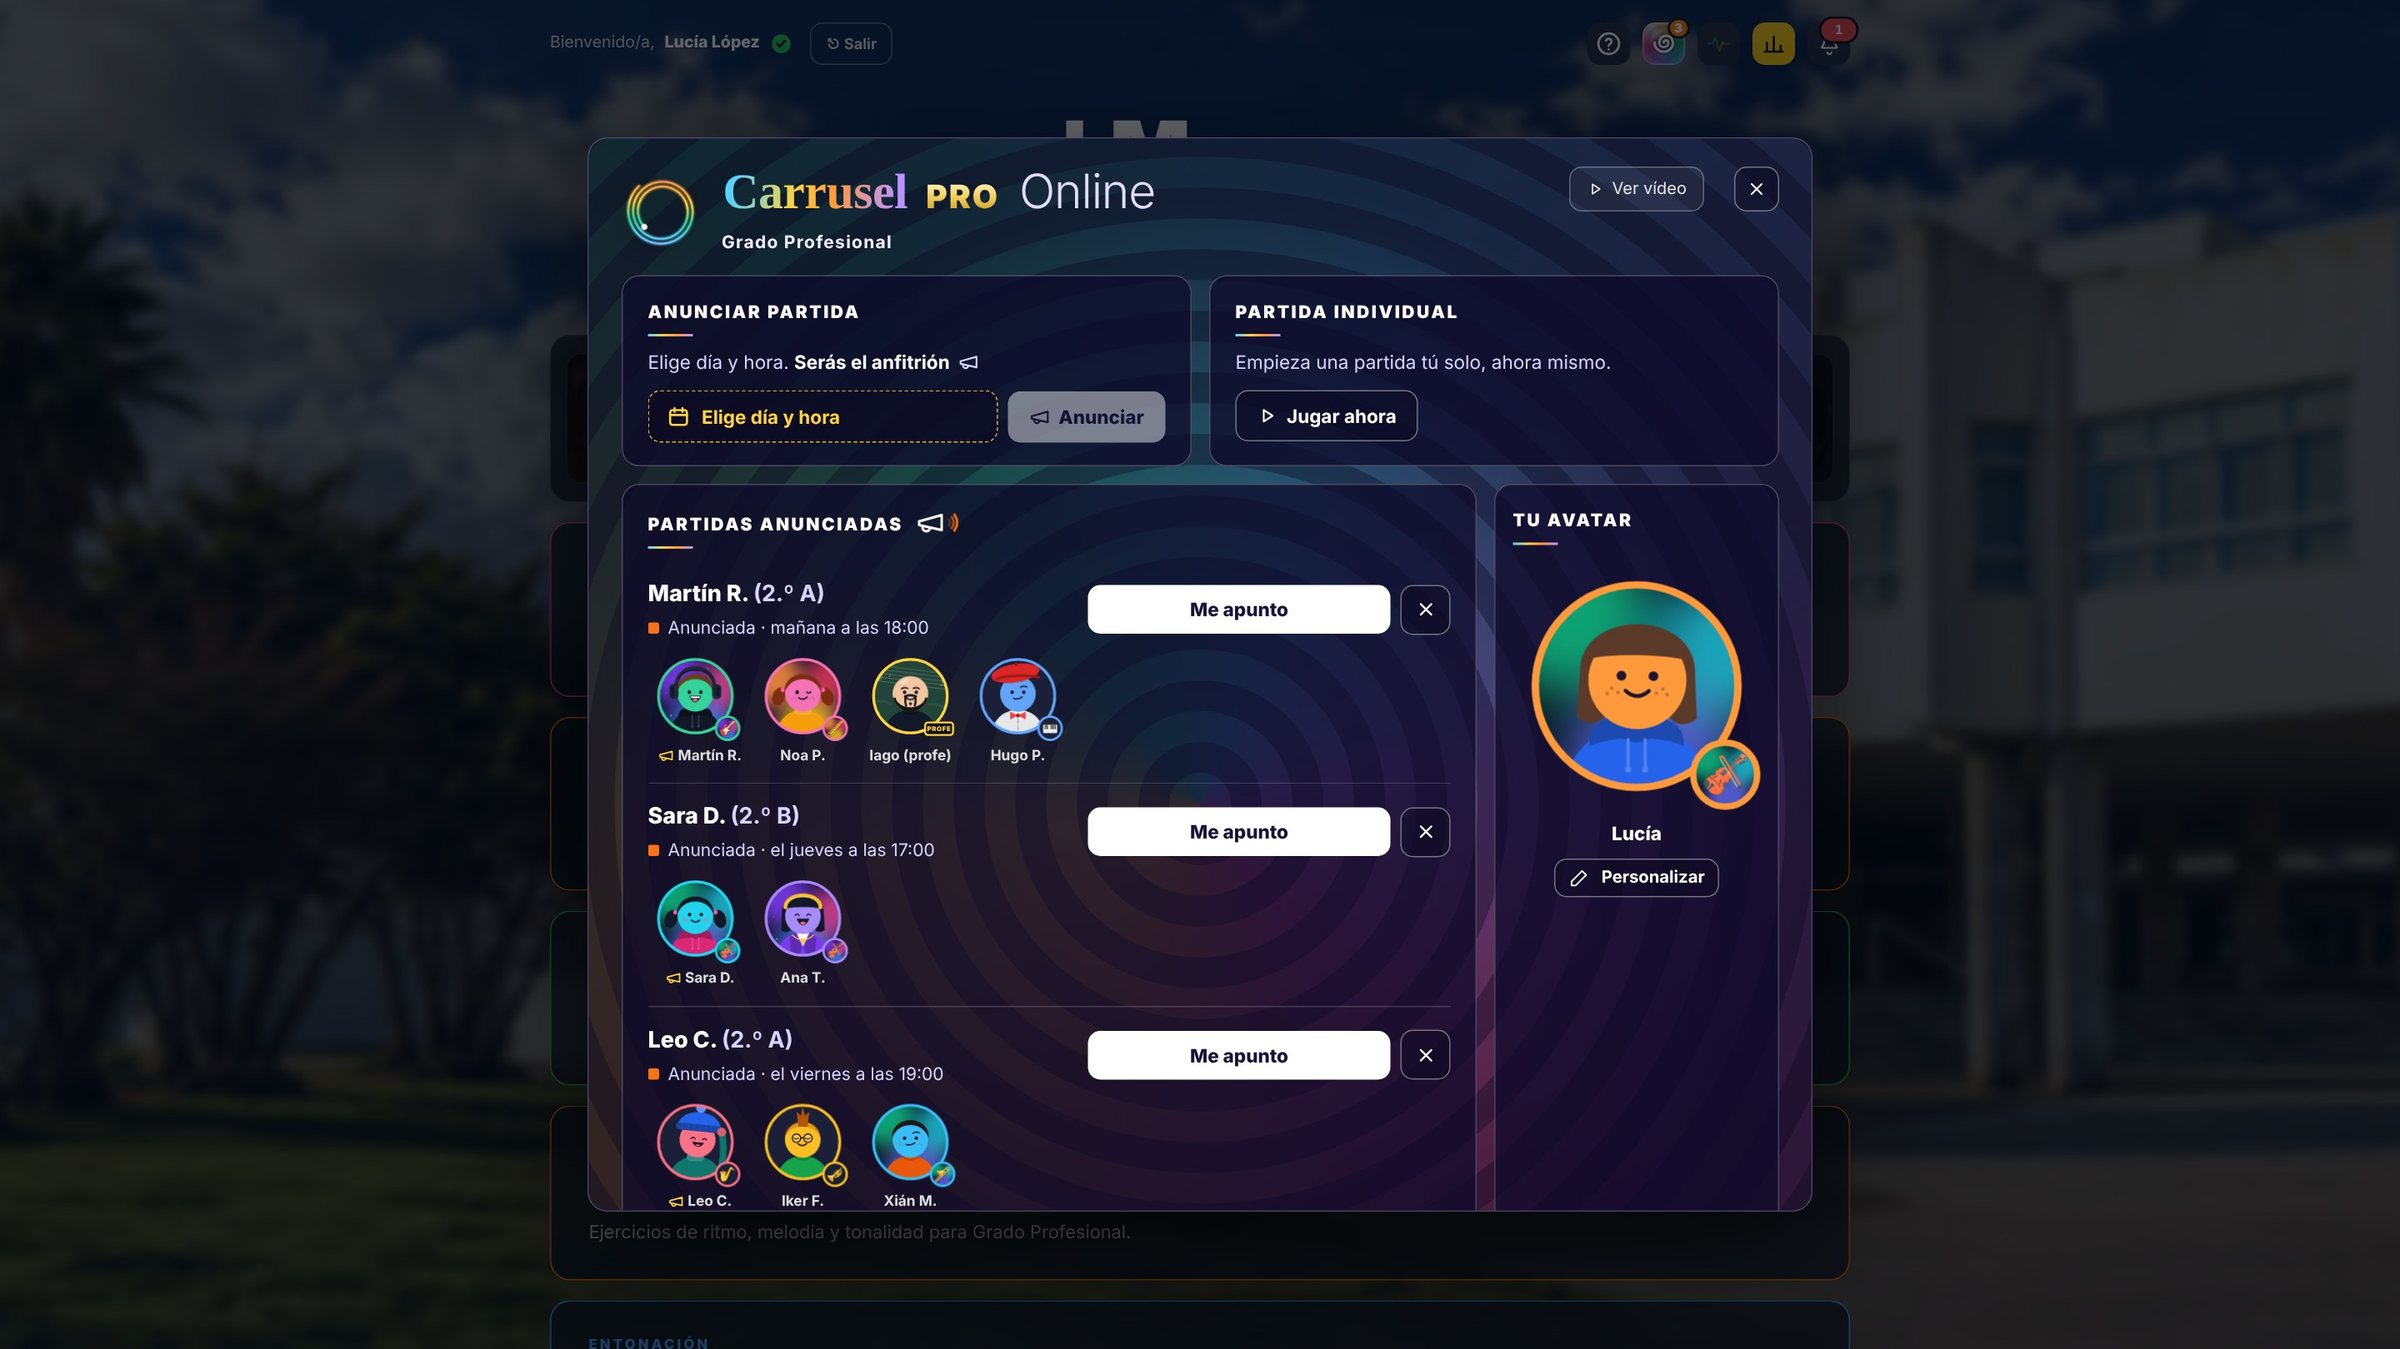 Bienvenido/a, Lucía López
Salir
3
1
LM
Carrusel PRO Online
Grado Profesional
Ver vídeo
ANUNCIAR PARTIDA
Elige día y hora. Serás el anfitrión
Elige día y hora
Anunciar
PARTIDA INDIVIDUAL
Empieza una partida tú solo, ahora mismo.
Jugar ahora
PARTIDAS ANUNCIADAS
Martín R. (2.º A)
Anunciada · mañana a las 18:00
Me apunto
PROFE
Martín R.
Noa P.
Iago (profe)
Hugo P.
Sara D. (2.º B)
Anunciada · el jueves a las 17:00
Me apunto
Sara D.
Ana T.
Leo C. (2.º A)
Anunciada · el viernes a las 19:00
Me apunto
Leo C.
Iker F.
Xián M.
TU AVATAR
Lucía
Personalizar
Ejercicios de ritmo, melodía y tonalidad para Grado Profesional.
ENTONACIÓN